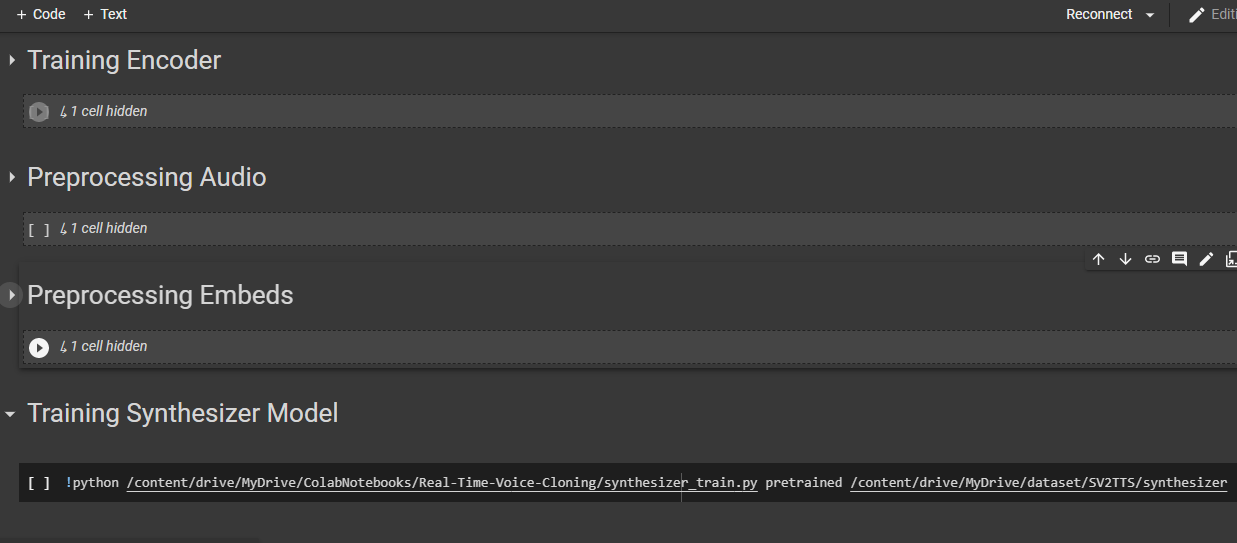 + Code + Text Reconnect
Training Encoder
1 cell hidden
Preprocessing Audio
[ ] 1 cell hidden
Preprocessing Embeds
1 cell hidden
Training Synthesizer Model
[ ] !python /content/drive/MyDrive/ColabNotebooks/Real-Time-Voice-Cloning/synthesizer_train.py pretrained /content/drive/MyDrive/dataset/SV2TTS/synthesizer